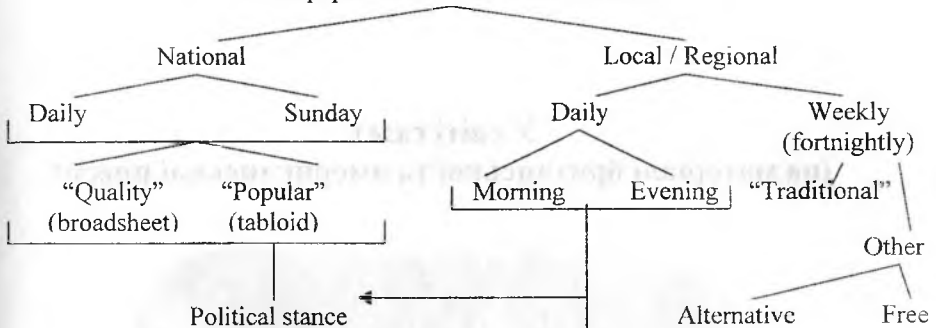 National Local / Regional
Daily Sunday Daily Weekly
(fortnightly)
“Quality” “Popular” Morning Evening “Traditional”
(broadsheet) (tabloid)
Other
Political stance Alternative Free